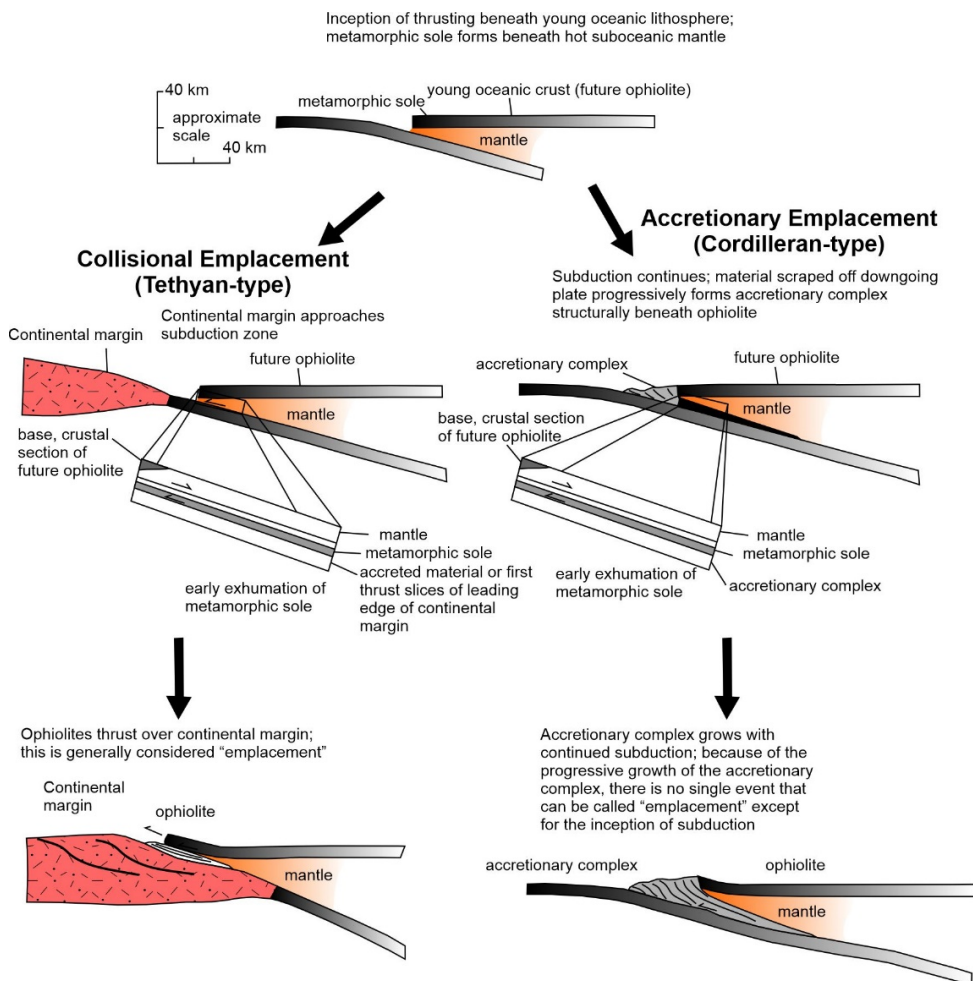 Inception of thrusting beneath young oceanic lithosphere;
metamorphic sole forms beneath hot suboceanic mantle
40 km
approximate
scale
40 km
metamorphic sole
young oceanic crust (future ophiolite)
mantle
Collisional Emplacement
(Tethyan-type)
Continental margin approaches
subduction zone
Continental margin
future ophiolite
mantle
base, crustal
section of
future ophiolite
mantle
metamorphic sole
accreted material or first
thrust slices of leading
edge of continental
margin
early exhumation of
metamorphic sole
Ophiolites thrust over continental margin;
this is generally considered “emplacement”
Continental
margin
ophiolite
mantle
Accretionary Emplacement
(Cordilleran-type)
Subduction continues; material scraped off downgoing
plate progressively forms accretionary complex
structurally beneath ophiolite
accretionary complex
future ophiolite
mantle
base, crustal section
of future ophiolite
mantle
metamorphic sole
accretionary complex
early exhumation of
metamorphic sole
Accretionary complex grows with
continued subduction; because of the
progressive growth of the accretionary
complex, there is no single event that
can be called “emplacement” except
for the inception of subduction
accretionary complex
ophiolite
mantle